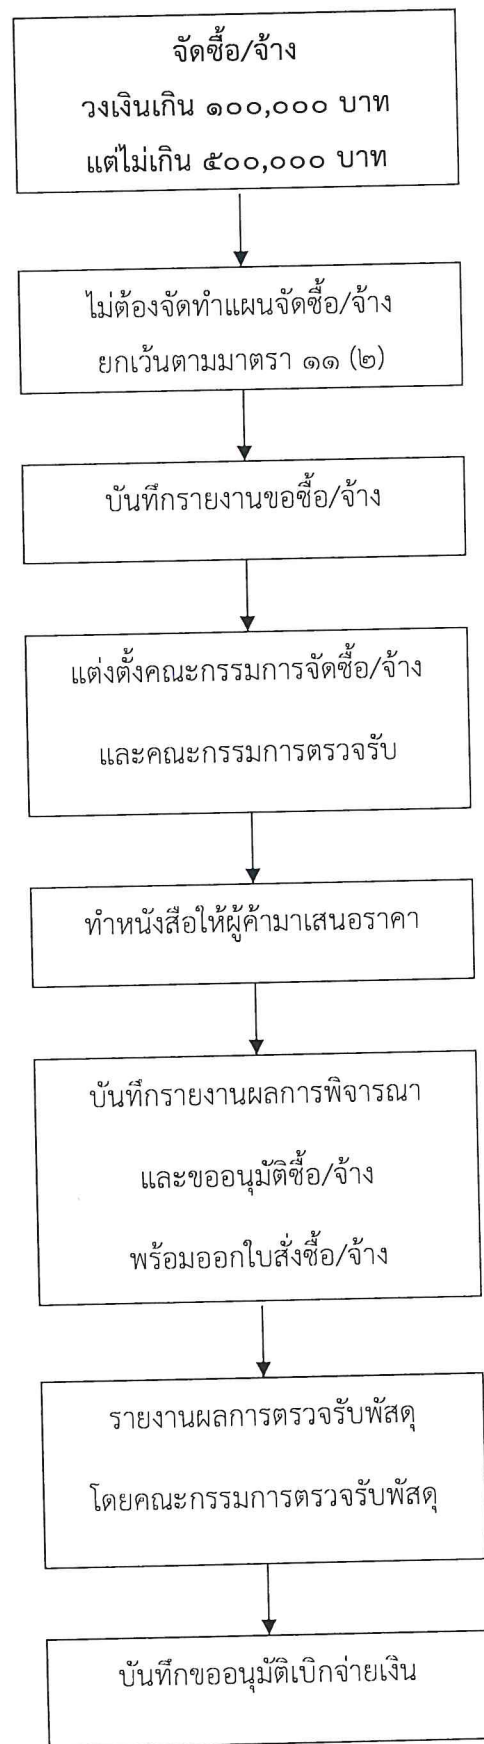 จัดซื้อ/จ้าง
วงเงินเกิน ๑๐๐,๐๐๐ บาท
แต่ไม่เกิน ๕๐๐,๐๐๐ บาท
ไม่ต้องจัดทำแผนจัดซื้อ/จ้าง
ยกเว้นตามมาตรา ๑๑ (๒)
บันทึกรายงานขอซื้อ/จ้าง
แต่งตั้งคณะกรรมการจัดซื้อ/จ้าง
และคณะกรรมการตรวจรับ
ทำหนังสือให้ผู้ค้ามาเสนอราคา
บันทึกรายงานผลการพิจารณา
และขออนุมัติซื้อ/จ้าง
พร้อมออกใบสั่งซื้อ/จ้าง
รายงานผลการตรวจรับพัสดุ
โดยคณะกรรมการตรวจรับพัสดุ
บันทึกขออนุมัติเบิกจ่ายเงิน